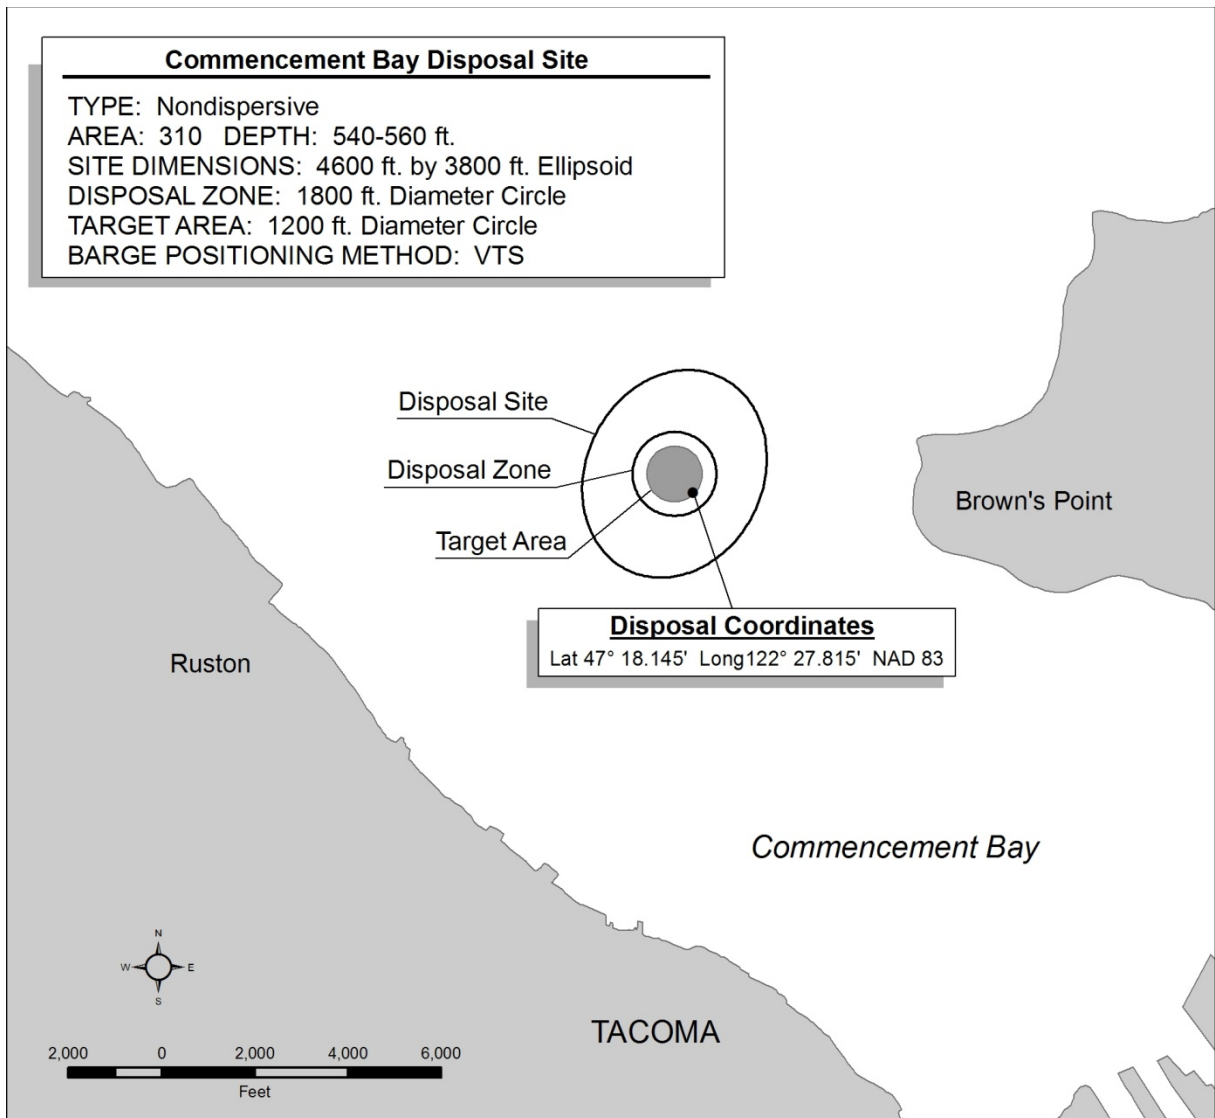 Commencement Bay Disposal Site
TYPE: Nondispersive
AREA: 310 DEPTH: 540-560 ft.
SITE DIMENSIONS: 4600 ft. by 3800 ft. Ellipsoid
DISPOSAL ZONE: 1800 ft. Diameter Circle
TARGET AREA: 1200 ft. Diameter Circle
BARGE POSITIONING METHOD: VTS
Disposal Site
Disposal Zone
Brown's Point
Target Area
Disposal Coordinates
Lat 47° 18.145' Long122° 27.815' NAD 83
Ruston
Commencement Bay
N
W E
S
TACOMA
2,000 0 2,000 4,000 6,000
Feet